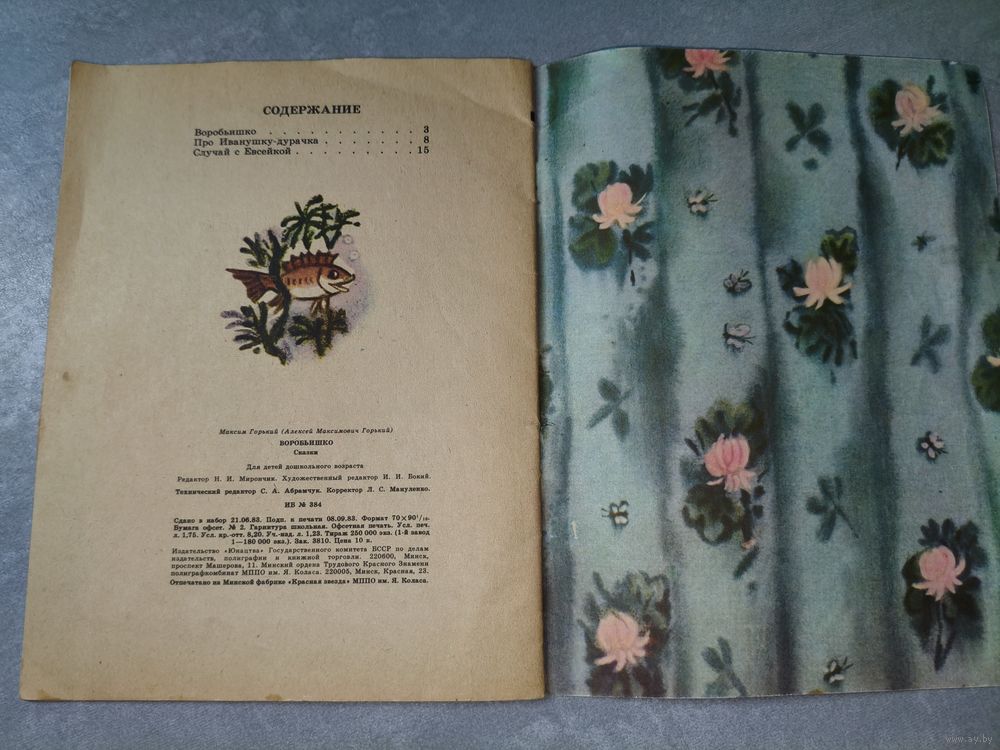 СОДЕРЖАНИЕ
Воробьишко . . . . . . . . . . . . 3
Про Иванушку-дурачка . . . . . . . 8
Случай с Евсейкой . . . . . . . . . 15
Максим Горький (Алексей Максимович Горький)
ВОРОБЬИШКО
Сказки
Для детей дошкольного возраста
Редактор Н. И. Мирончик. Художественный редактор И. И. Бокий.
Технический редактор С. А. Абрамчук. Корректор Л. С. Мануленко.
ИБ № 384
Сдано в набор 21.06.83. Подп. к печати 08.09.83. Формат 70×90¹/₁₆.
Бумага офсет. № 2. Гарнитура школьная. Офсетная печать. Усл. печ.
л. 1,75. Усл. кр.-отт. 8,20. Уч.-изд. л. 1,23. Тираж 250 000 экз. (1-й завод
1—180 000 экз.) Зак. 3810. Цена 10 к.
Издательство «Юнацтва» Государственного комитета БССР по делам
издательств, полиграфии и книжной торговли. 220600, Минск,
проспект Машерова, 11. Минский ордена Трудового Красного Знамени
полиграфкомбинат МППО им. Я. Коласа. 220005, Минск, Красная, 23.
Отпечатано на Минской фабрике «Красная звезда» МППО им. Я. Коласа.
www.ay.by